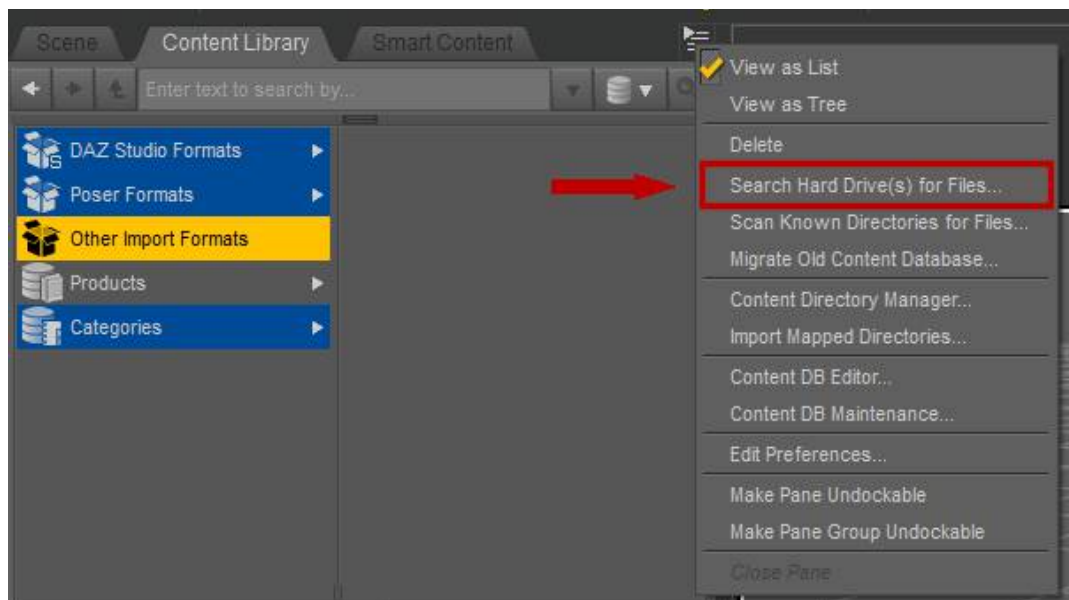 Scene
Content Library
Smart Content
Enter text to search by...
DAZ Studio Formats
Poser Formats
Other Import Formats
Products
Categories
View as List
View as Tree
Delete
Search Hard Drive(s) for Files...
Scan Known Directories for Files...
Migrate Old Content Database...
Content Directory Manager...
Import Mapped Directories...
Content DB Editor...
Content DB Maintenance...
Edit Preferences...
Make Pane Undockable
Make Pane Group Undockable
Close Pane